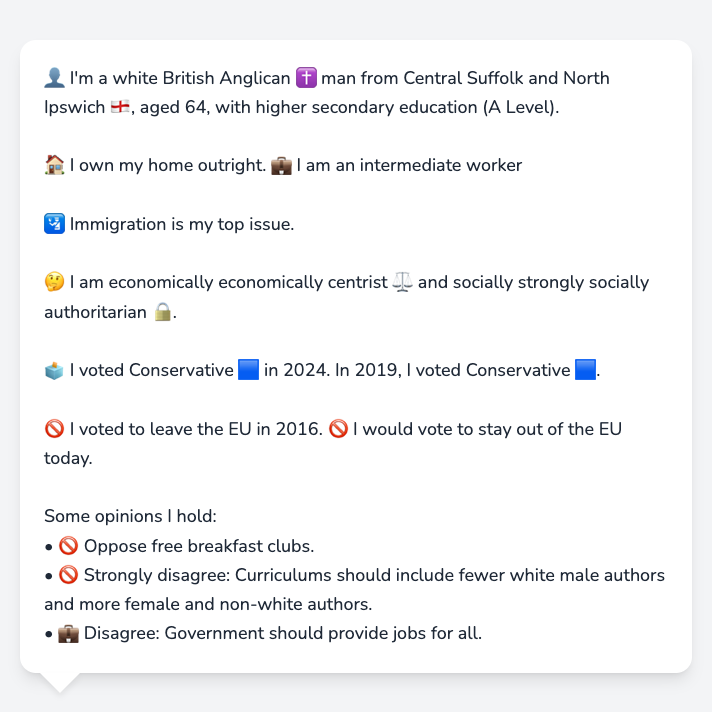 👤 I'm a white British Anglican ✝️ man from Central Suffolk and North
Ipswich 🏴󠁧󠁢󠁥󠁮󠁧󠁿, aged 64, with higher secondary education (A Level).
🏠 I own my home outright. 💼 I am an intermediate worker
🛂 Immigration is my top issue.
🤔 I am economically economically centrist ⚖️ and socially strongly socially
authoritarian 🔒.
🗳️ I voted Conservative 🟦 in 2024. In 2019, I voted Conservative 🟦.
🚫 I voted to leave the EU in 2016. 🚫 I would vote to stay out of the EU
today.
Some opinions I hold:
• 🚫 Oppose free breakfast clubs.
• 🚫 Strongly disagree: Curriculums should include fewer white male authors
and more female and non-white authors.
• 💼 Disagree: Government should provide jobs for all.